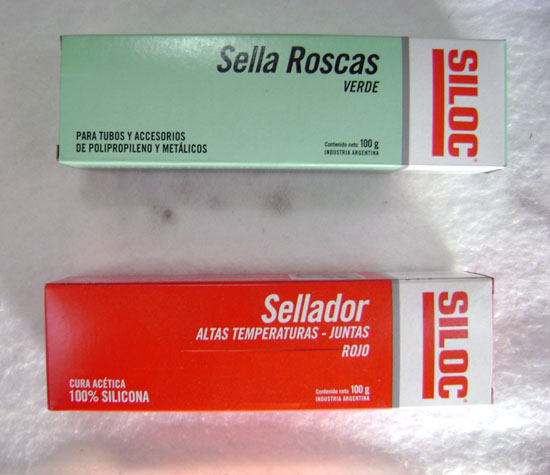 Sella Roscas
VERDE
PARA TUBOS Y ACCESORIOS
DE POLIPROPILENO Y METÁLICOS
Contenido neto 100 g
INDUSTRIA ARGENTINA
SILOC
Sellador
ALTAS TEMPERATURAS - JUNTAS
ROJO
CURA ACÉTICA
100% SILICONA
Contenido neto 100 g
INDUSTRIA ARGENTINA
SILOC